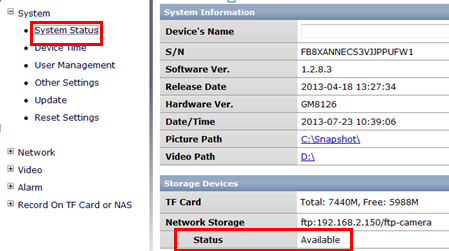 System
System Status
Device Time
User Management
Other Settings
Update
Reset Settings
Network
Video
Alarm
Record On TF Card or NAS
System Information
Device's Name
S/N FB8XANNECS3VJJPPUFW1
Software Ver. 1.2.8.3
Release Date 2013-04-18 13:27:34
Hardware Ver. GM8126
Date/Time 2013-07-23 10:39:06
Picture Path C:\Snapshot\
Video Path D:\
Storage Devices
TF Card Total: 7440M, Free: 5988M
Network Storage ftp:192.168.2.150/ftp-camera
Status Available